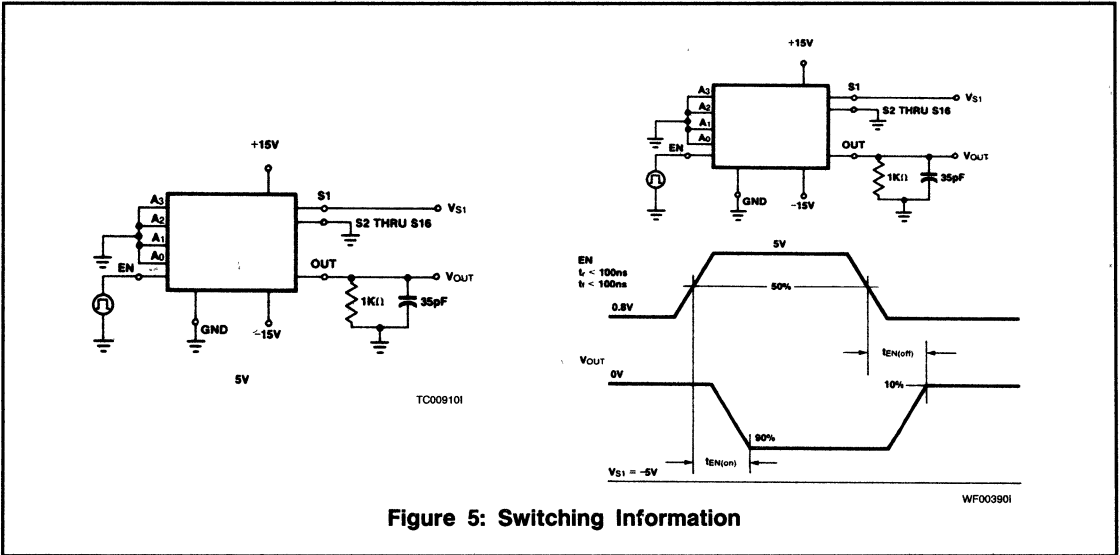 +15V
A3
A2
A1
A0
EN
S1
VS1
S2 THRU S16
OUT
VOUT
1KΩ
35pF
GND
-15V
5V
TC00910I
+15V
A3
A2
A1
A0
EN
S1
VS1
S2 THRU S16
OUT
VOUT
1KΩ
35pF
GND
-15V
EN
tr < 100ns
tf < 100ns
5V
50%
0.8V
tEN(off)
VOUT
0V
10%
90%
tEN(on)
VS1 = -5V
WF00390I
Figure 5: Switching Information